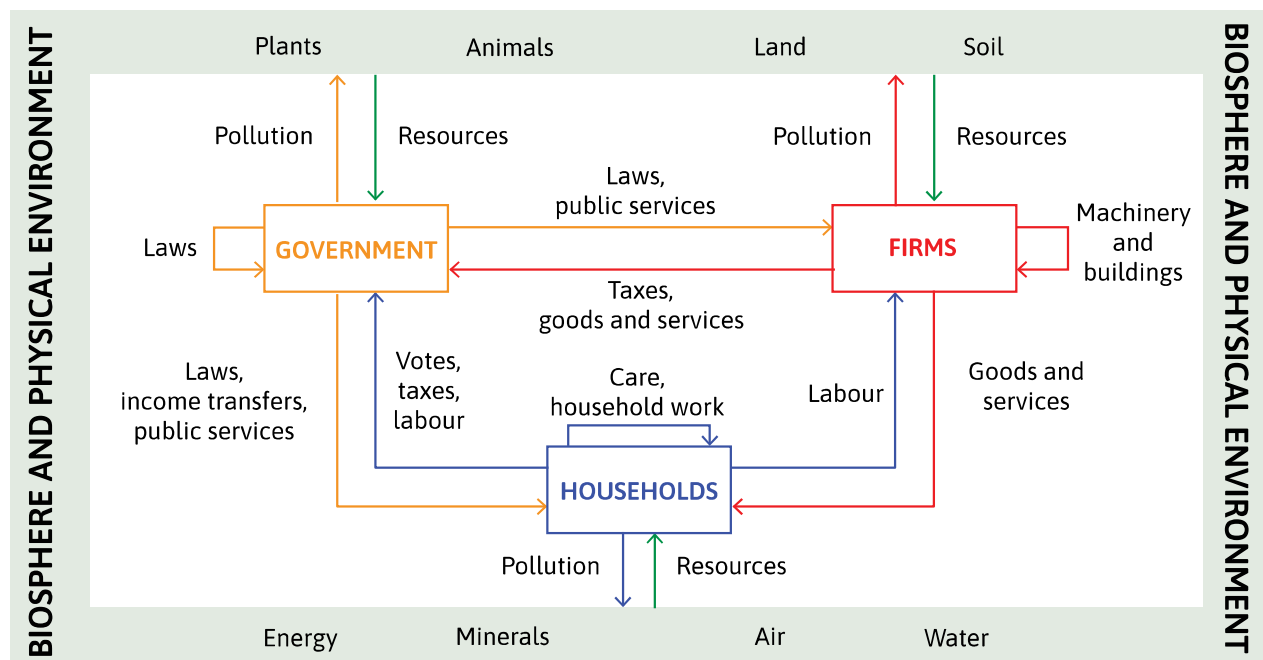 BIOSPHERE AND PHYSICAL ENVIRONMENT
Plants
Animals
Land
Soil
Pollution
Resources
Pollution
Resources
Laws,
public services
Laws
GOVERNMENT
FIRMS
Machinery
and
buildings
Taxes,
goods and services
Laws,
income transfers,
public services
Votes,
taxes,
labour
Care,
household work
Labour
Goods and
services
HOUSEHOLDS
Pollution
Resources
Energy
Minerals
Air
Water
BIOSPHERE AND PHYSICAL ENVIRONMENT